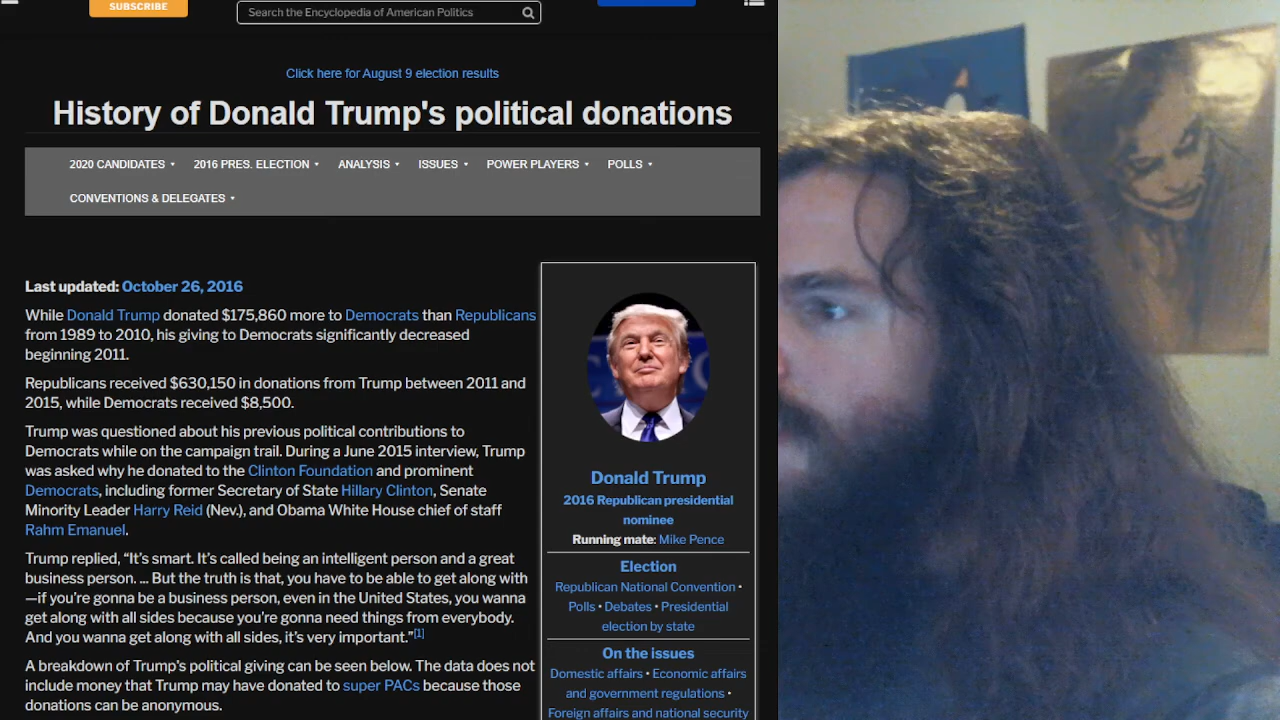 SUBSCRIBE
Search the Encyclopedia of American Politics
Click here for August 9 election results
History of Donald Trump's political donations
2020 CANDIDATES
2016 PRES. ELECTION
ANALYSIS
ISSUES
POWER PLAYERS
POLLS
CONVENTIONS & DELEGATES
Last updated: October 26, 2016
While Donald Trump donated $175,860 more to Democrats than Republicans
from 1989 to 2010, his giving to Democrats significantly decreased
beginning 2011.
Republicans received $630,150 in donations from Trump between 2011 and
2015, while Democrats received $8,500.
Trump was questioned about his previous political contributions to
Democrats while on the campaign trail. During a June 2015 interview, Trump
was asked why he donated to the Clinton Foundation and prominent
Democrats, including former Secretary of State Hillary Clinton, Senate
Minority Leader Harry Reid (Nev.), and Obama White House chief of staff
Rahm Emanuel.
Trump replied, “It’s smart. It’s called being an intelligent person and a great
business person. ... But the truth is that, you have to be able to get along with
—if you’re gonna be a business person, even in the United States, you wanna
get along with all sides because you’re gonna need things from everybody.
And you wanna get along with all sides, it’s very important.”[1]
A breakdown of Trump's political giving can be seen below. The data does not
include money that Trump may have donated to super PACs because those
donations can be anonymous.
Donald Trump
2016 Republican presidential
nominee
Running mate: Mike Pence
Election
Republican National Convention •
Polls • Debates • Presidential
election by state
On the issues
Domestic affairs • Economic affairs
and government regulations •
Foreign affairs and national security